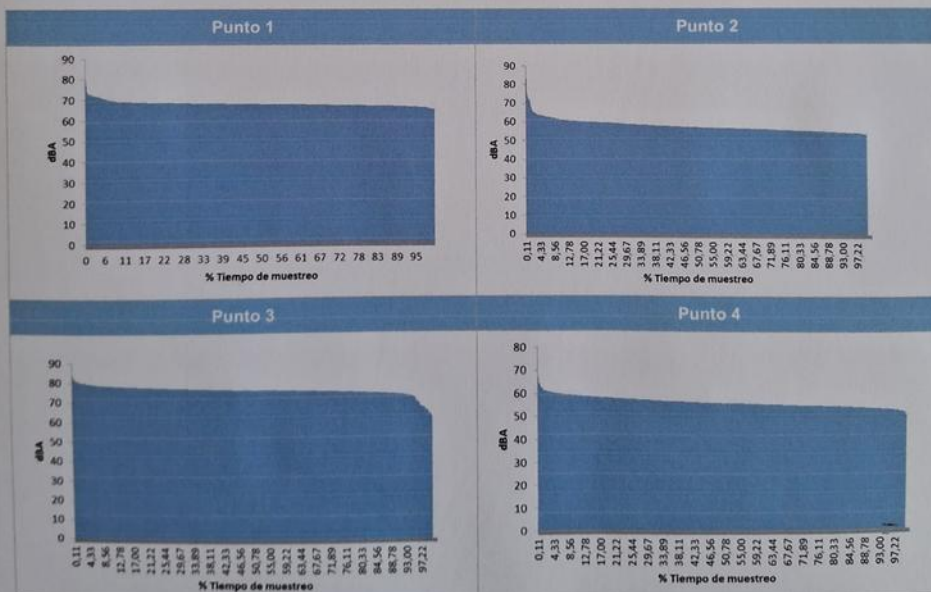 Punto 1
90
80
70
60
50
40
30
20
10
0
dBA
0 6 11 17 22 28 33 39 45 50 56 61 67 72 78 83 89 95
% Tiempo de muestreo
Punto 2
90
80
70
60
50
40
30
20
10
0
dBA
0,11 4,33 8,56 12,78 17,00 21,22 25,44 29,67 33,89 38,11 42,33 46,56 50,78 55,00 59,22 63,44 67,67 71,89 76,11 80,33 84,56 88,78 93,00 97,22
% Tiempo de muestreo
Punto 3
90
80
70
60
50
40
30
20
10
0
dBA
0,11 4,33 8,56 12,78 17,00 21,22 25,44 29,67 33,89 38,11 42,33 46,56 50,78 55,00 59,22 63,44 67,67 71,89 76,11 80,33 84,56 88,78 93,00 97,22
% Tiempo de muestreo
Punto 4
80
70
60
50
40
30
20
10
0
dBA
0,11 4,33 8,56 12,78 17,00 21,22 25,44 29,67 33,89 38,11 42,33 46,56 50,78 55,00 59,22 63,44 67,67 71,89 76,11 80,33 84,56 88,78 93,00 97,22
% Tiempo de muestreo